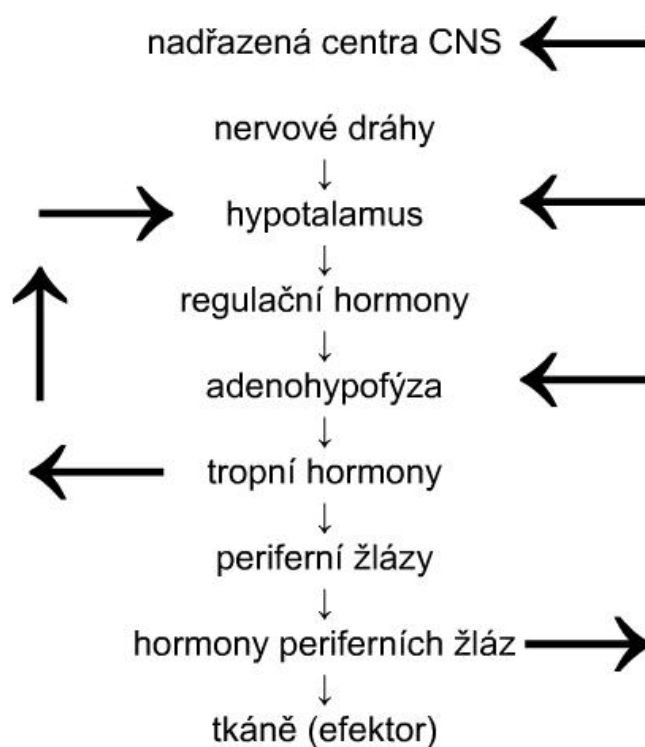 nadřazená centra CNS
nervové dráhy
hypotalamus
regulační hormony
adenohypofýza
tropní hormony
periferní žlázy
hormony periferních žláz
tkáně (efektor)